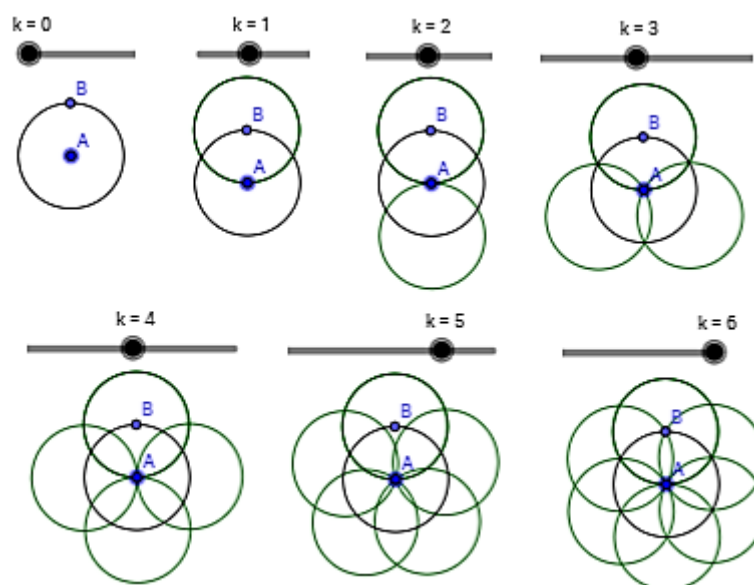 k = 0
B
A
k = 1
B
A
k = 2
B
A
k = 3
B
A
k = 4
B
A
k = 5
B
A
k = 6
B
A